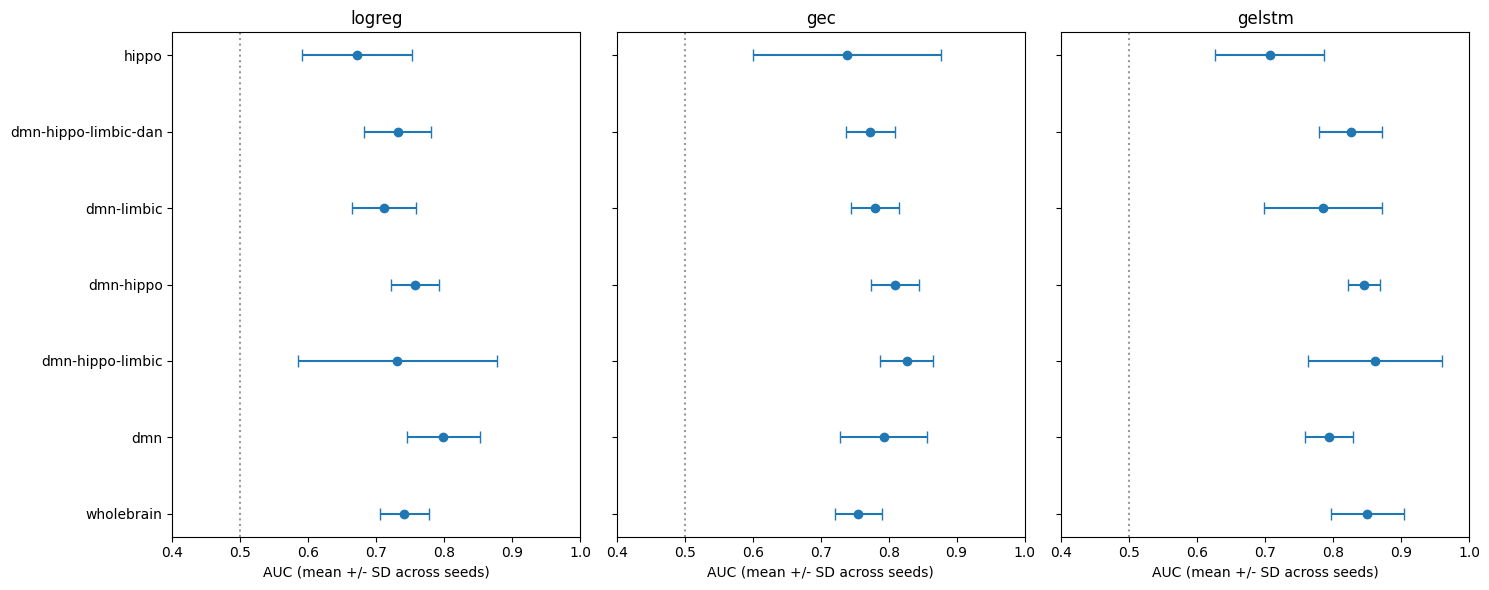 logreg
gec
gelstm
hippo
dmn-hippo-limbic-dan
dmn-limbic
dmn-hippo
dmn-hippo-limbic
dmn
wholebrain
0.4 0.5 0.6 0.7 0.8 0.9 1.0
0.4 0.5 0.6 0.7 0.8 0.9 1.0
0.4 0.5 0.6 0.7 0.8 0.9 1.0
AUC (mean +/- SD across seeds)
AUC (mean +/- SD across seeds)
AUC (mean +/- SD across seeds)